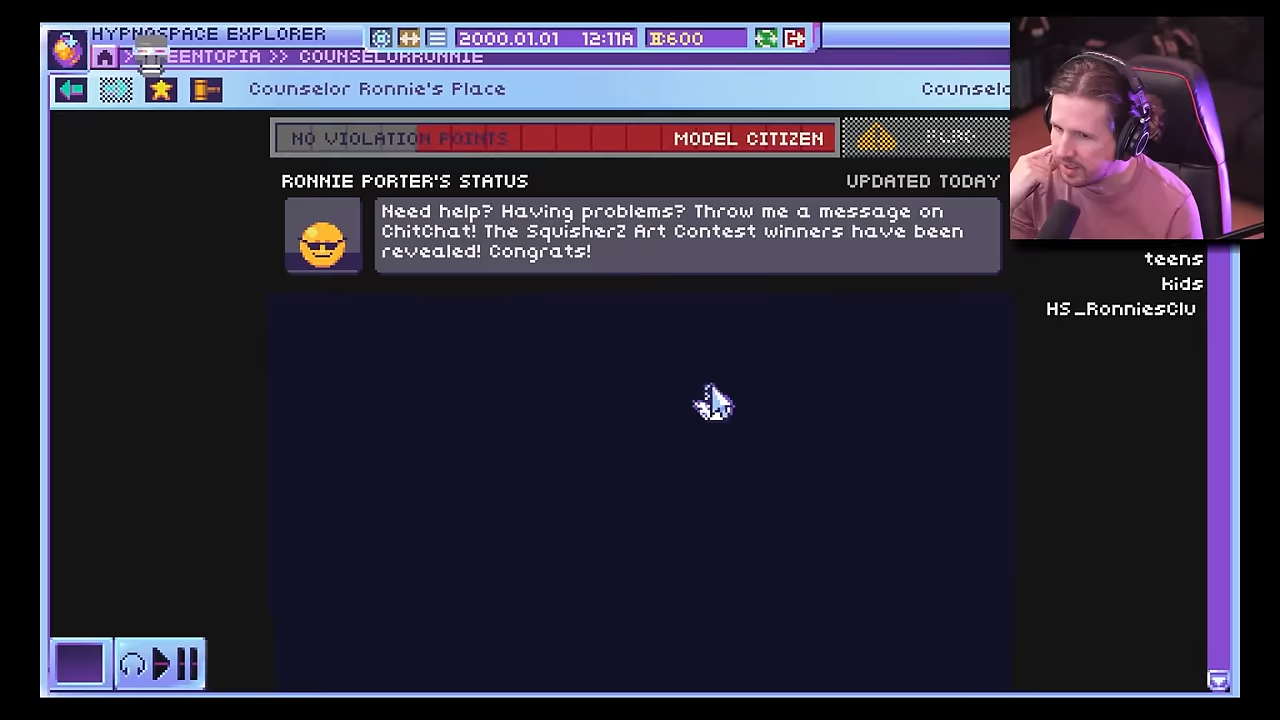 HYPNOSPACE EXPLORER
2000.01.01 12:11A
600
EENTOPIA >> COUNSELORRONNIE
Counselor Ronnie's Place
Counselo
NO VIOLATION POINTS
MODEL CITIZEN
RONNIE PORTER'S STATUS
UPDATED TODAY
Need help? Having problems? Throw me a message on
ChitChat! The SquisherZ Art Contest winners have been
revealed! Congrats!
teens
kids
HS_RonniesClu